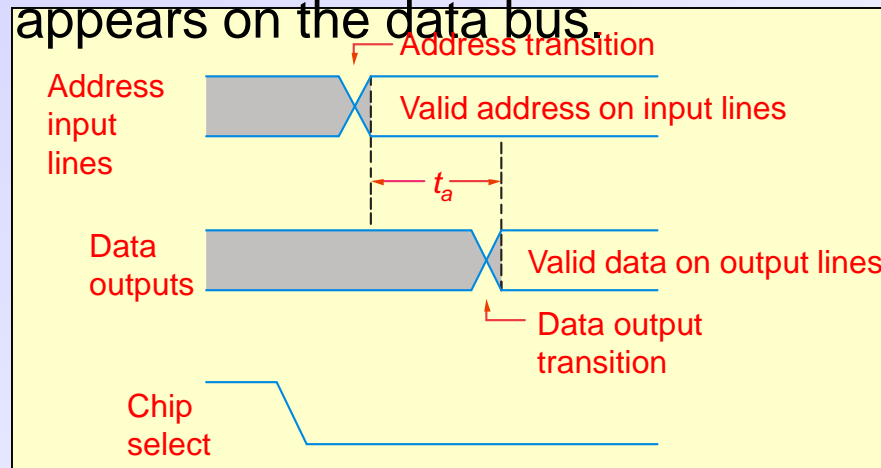 appears on the data bus.
Address transition
Address
input
lines
Valid address on input lines
ta
Data
outputs
Valid data on output lines
Data output
transition
Chip
select